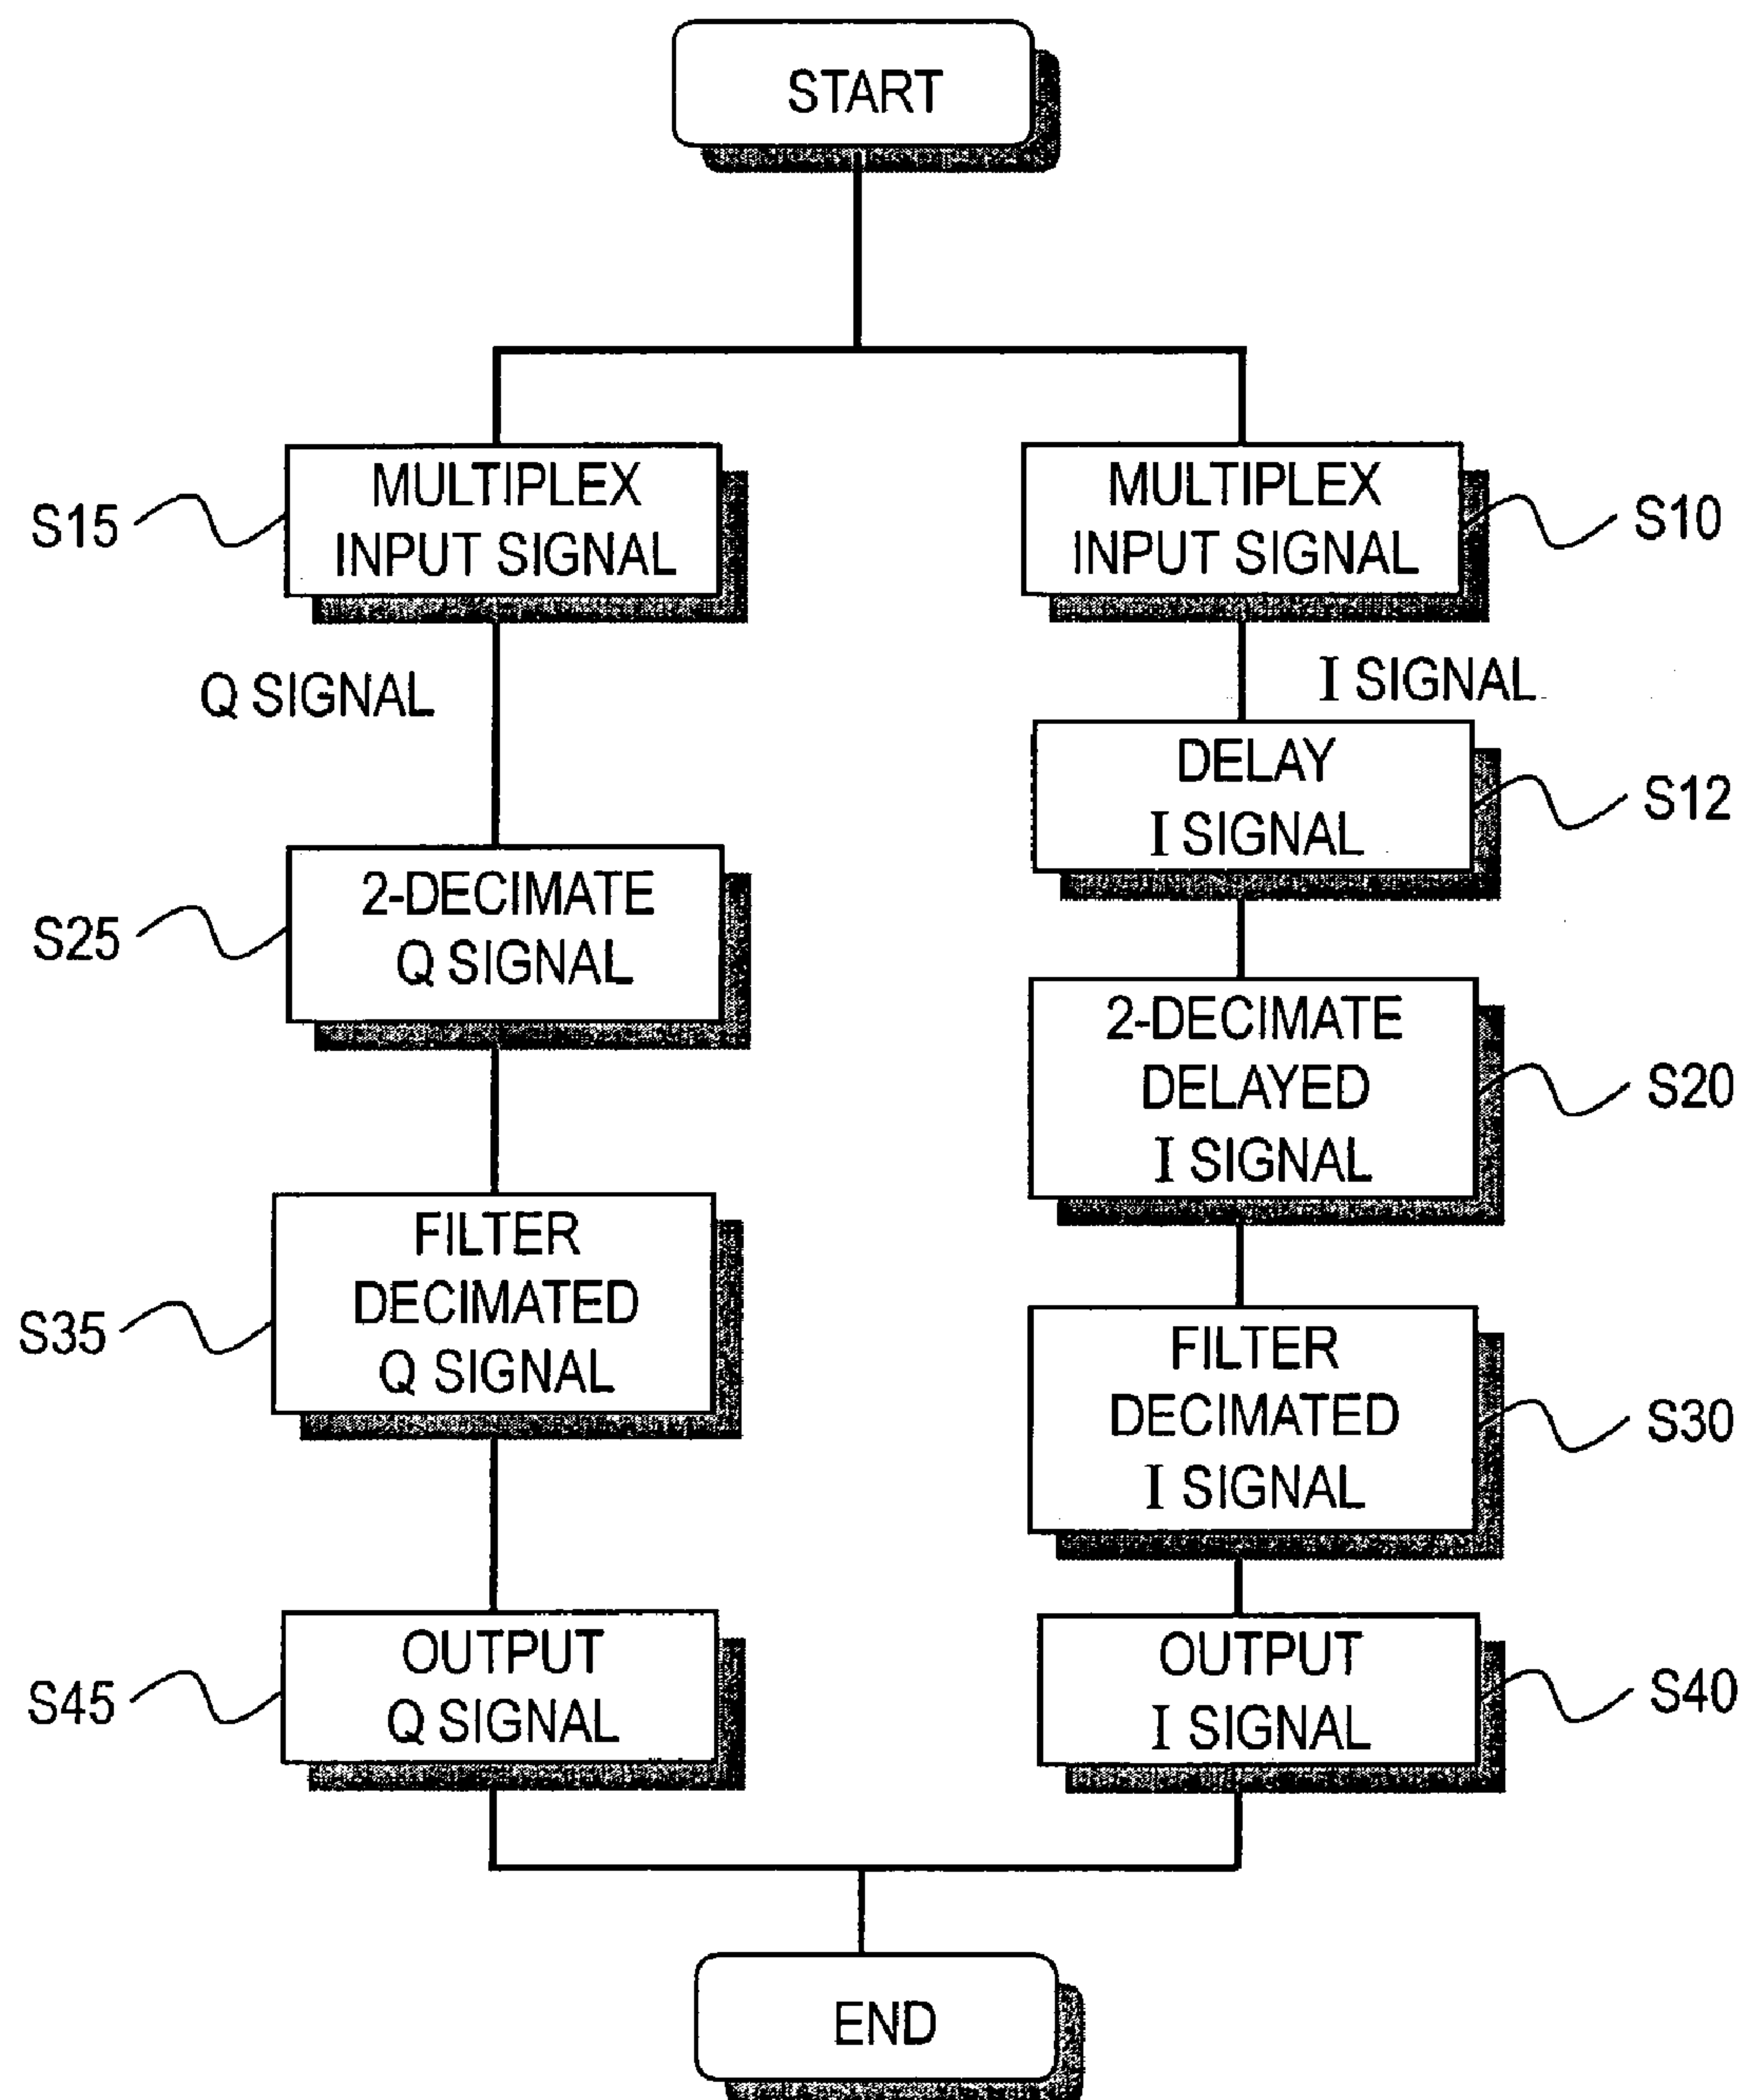 START
MULTIPLEX
INPUT SIGNAL
S15
MULTIPLEX
INPUT SIGNAL
S10
Q SIGNAL
I SIGNAL
DELAY
I SIGNAL
S12
2-DECIMATE
Q SIGNAL
S25
2-DECIMATE
DELAYED
I SIGNAL
S20
FILTER
DECIMATED
Q SIGNAL
S35
FILTER
DECIMATED
I SIGNAL
S30
OUTPUT
Q SIGNAL
S45
OUTPUT
I SIGNAL
S40
END